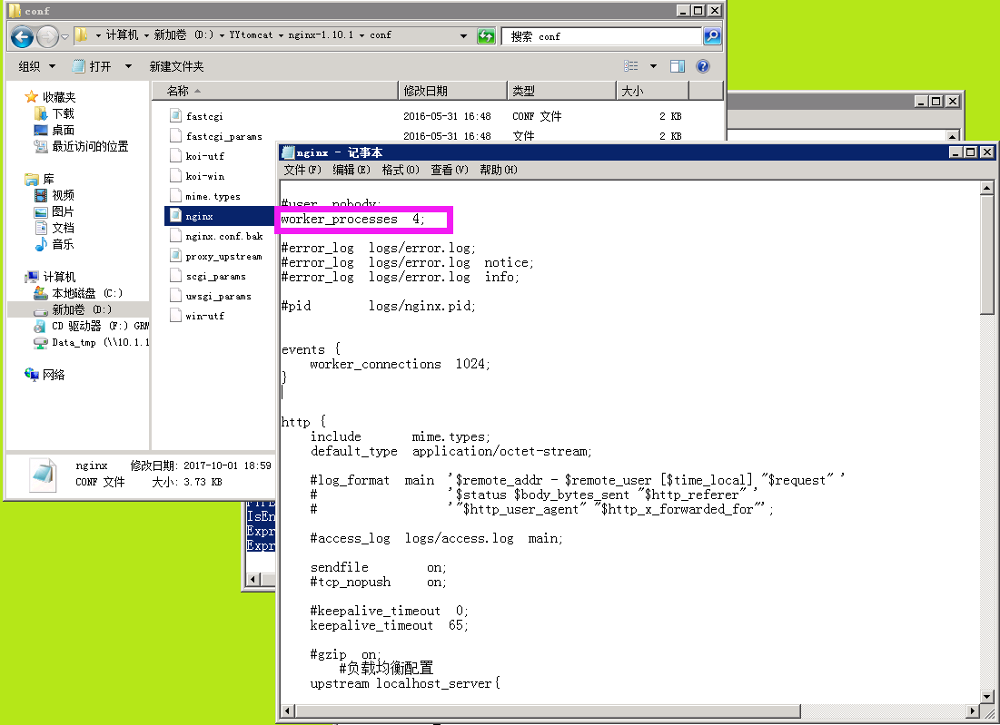 conf
计算机 新加卷 (D:) YYtomcat nginx-1.10.1 conf
搜索 conf
组织 打开 新建文件夹
收藏夹
下载
桌面
最近访问的位置
库
视频
图片
文档
音乐
计算机
本地磁盘 (C:)
新加卷 (D:)
CD 驱动器 (F:) GRM
Data_tmp (\\10.1.1
网络
名称 修改日期 类型 大小
fastcgi 2016-05-31 16:48 CONF 文件 2 KB
fastcgi_params 2016-05-31 16:48 文件 2 KB
koi-utf
koi-win
mime.types
nginx
nginx.conf.bak
proxy_upstream
scgi_params
uwsgi_params
win-utf
nginx 修改日期: 2017-10-01 18:59
CONF 文件 大小: 3.73 KB
IsEn
Expr
Expr
nginx - 记事本
文件(F) 编辑(E) 格式(O) 查看(V) 帮助(H)
#user nobody;
worker_processes 4;
#error_log logs/error.log;
#error_log logs/error.log notice;
#error_log logs/error.log info;
#pid logs/nginx.pid;
events {
worker_connections 1024;
}
http {
include mime.types;
default_type application/octet-stream;
#log_format main '$remote_addr - $remote_user [$time_local] "$request" '
# '$status $body_bytes_sent "$http_referer" '
# '"$http_user_agent" "$http_x_forwarded_for"';
#access_log logs/access.log main;
sendfile on;
#tcp_nopush on;
#keepalive_timeout 0;
keepalive_timeout 65;
#gzip on;
#负载均衡配置
upstream localhost_server{